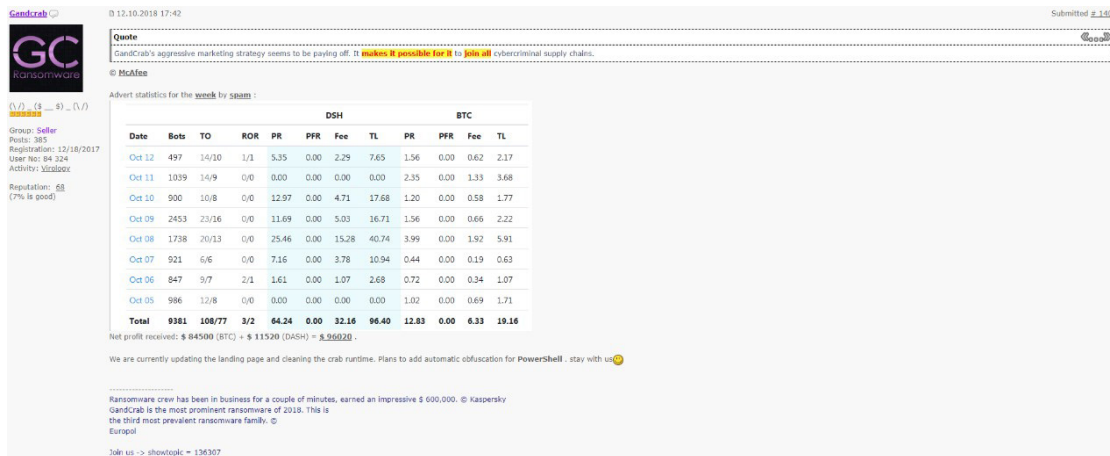 Gandcrab
12.10.2018 17:42
Submitted # 140
GC
Ransomware
(\/) _ ($ __ $) _ (\/)
Group: Seller
Posts: 385
Registration: 12/18/2017
User No: 84 324
Activity: Virology
Reputation: 68
(7% is good)
Quote
GandCrab's aggressive marketing strategy seems to be paying off. It makes it possible for it to join all cybercriminal supply chains.
© McAfee
Advert statistics for the week by spam :
DSH BTC
Date Bots TO ROR PR PFR Fee TL PR PFR Fee TL
Oct 12 497 14/10 1/1 5.35 0.00 2.29 7.65 1.56 0.00 0.62 2.17
Oct 11 1039 14/9 0/0 0.00 0.00 0.00 0.00 2.35 0.00 1.33 3.68
Oct 10 900 10/8 0/0 12.97 0.00 4.71 17.68 1.20 0.00 0.58 1.77
Oct 09 2453 23/16 0/0 11.69 0.00 5.03 16.71 1.56 0.00 0.66 2.22
Oct 08 1738 20/13 0/0 25.46 0.00 15.28 40.74 3.99 0.00 1.92 5.91
Oct 07 921 6/6 0/0 7.16 0.00 3.78 10.94 0.44 0.00 0.19 0.63
Oct 06 847 9/7 2/1 1.61 0.00 1.07 2.68 0.72 0.00 0.34 1.07
Oct 05 986 12/8 0/0 0.00 0.00 0.00 0.00 1.02 0.00 0.69 1.71
Total 9381 108/77 3/2 64.24 0.00 32.16 96.40 12.83 0.00 6.33 19.16
Net profit received: $ 84500 (BTC) + $ 11520 (DASH) = $ 96020 .
We are currently updating the landing page and cleaning the crab runtime. Plans to add automatic obfuscation for PowerShell . stay with us
--------------------
Ransomware crew has been in business for a couple of minutes, earned an impressive $ 600,000. © Kaspersky
GandCrab is the most prominent ransomware of 2018. This is
the third most prevalent ransomware family. ©
Europol
Join us -> showtopic = 136307